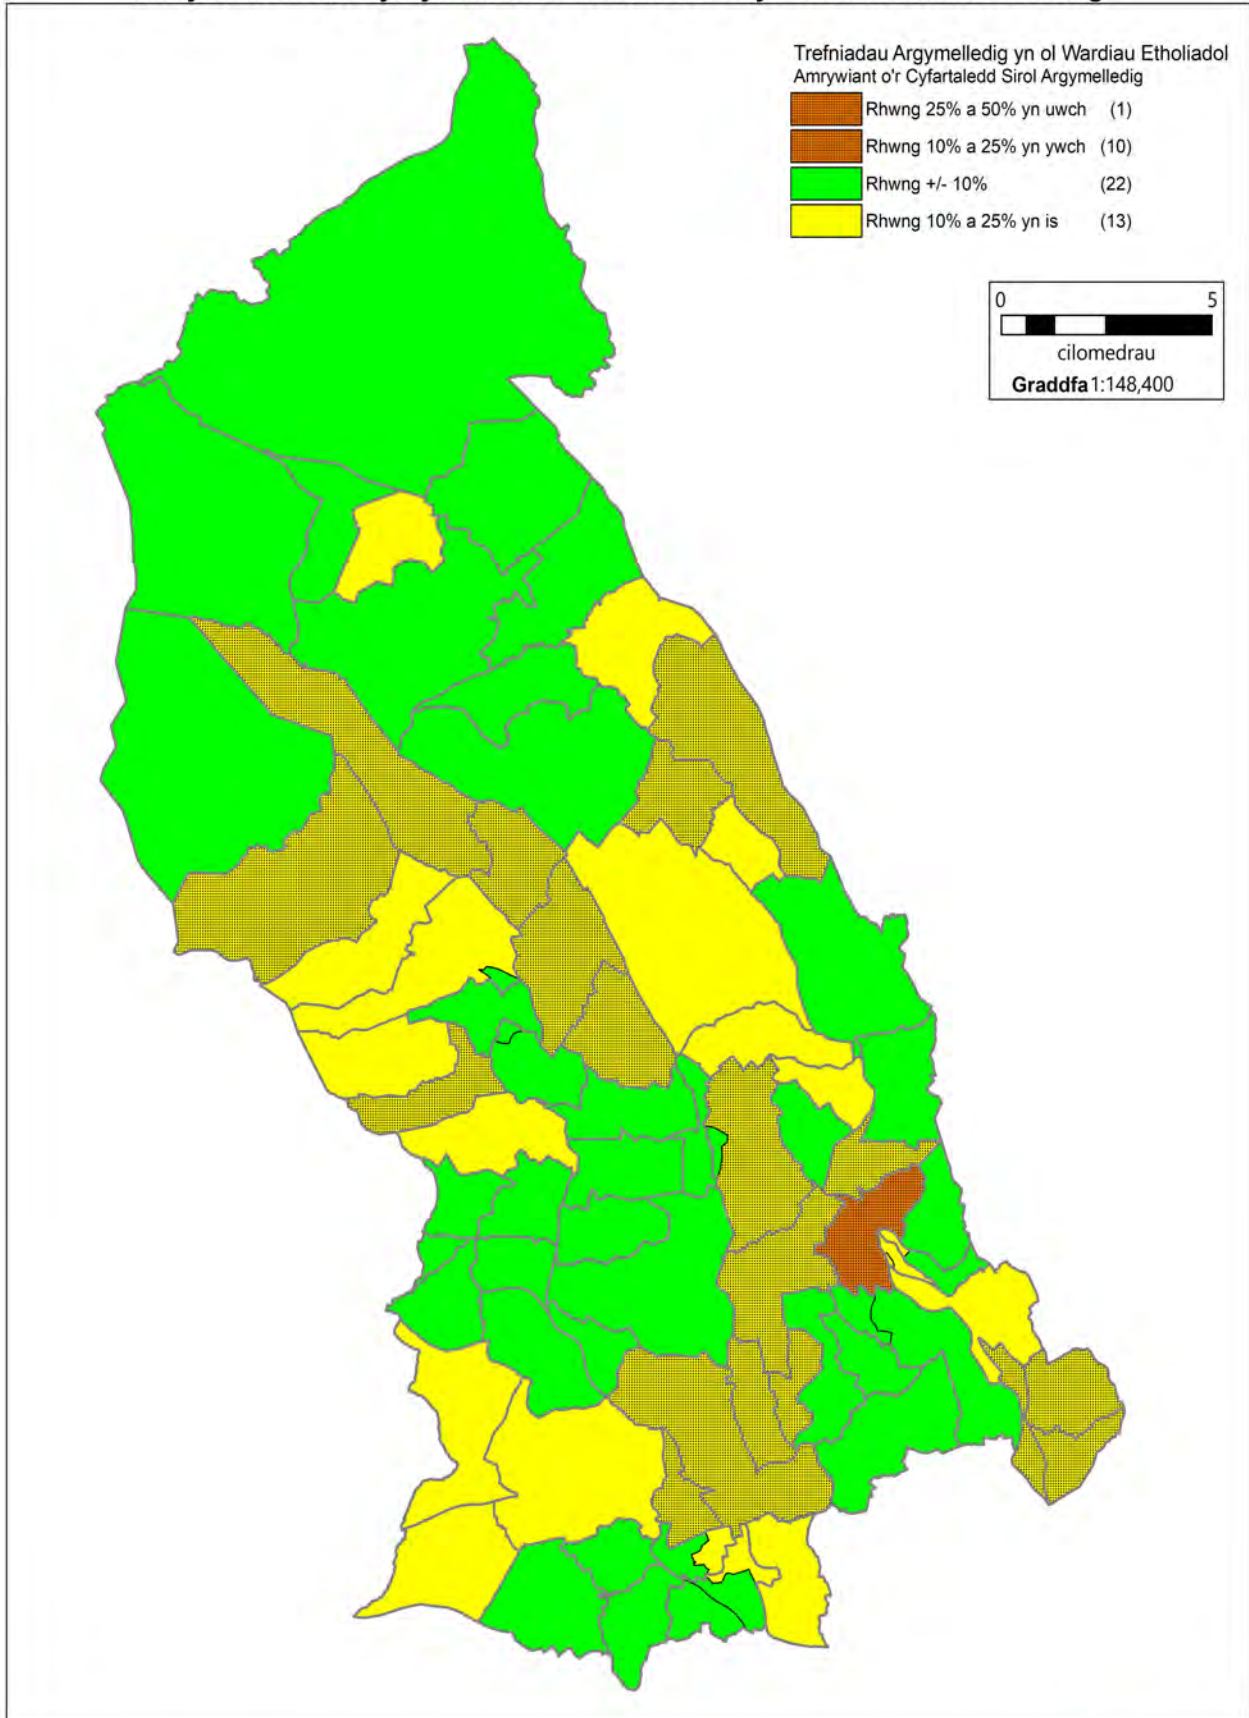 Trefniadau Argymelledig yn ol Wardiau Etholiadol
Amrywiant o'r Cyfartaledd Sirol Argymelledig
Rhwng 25% a 50% yn uwch (1)
Rhwng 10% a 25% yn ywch (10)
Rhwng +/- 10% (22)
Rhwng 10% a 25% yn is (13)
0 5
cilomedrau
Graddfa 1:148,400